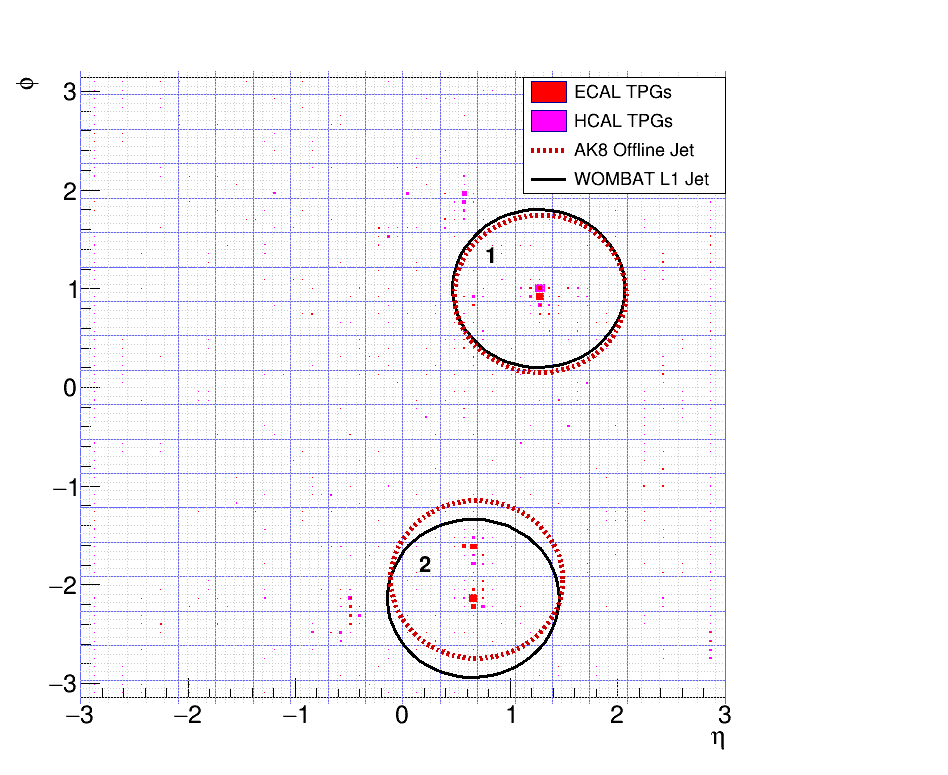 φ
3
2
1
0
−1
−2
−3
ECAL TPGs
HCAL TPGs
AK8 Offline Jet
WOMBAT L1 Jet
1
2
−3 −2 −1 0 1 2 3
η